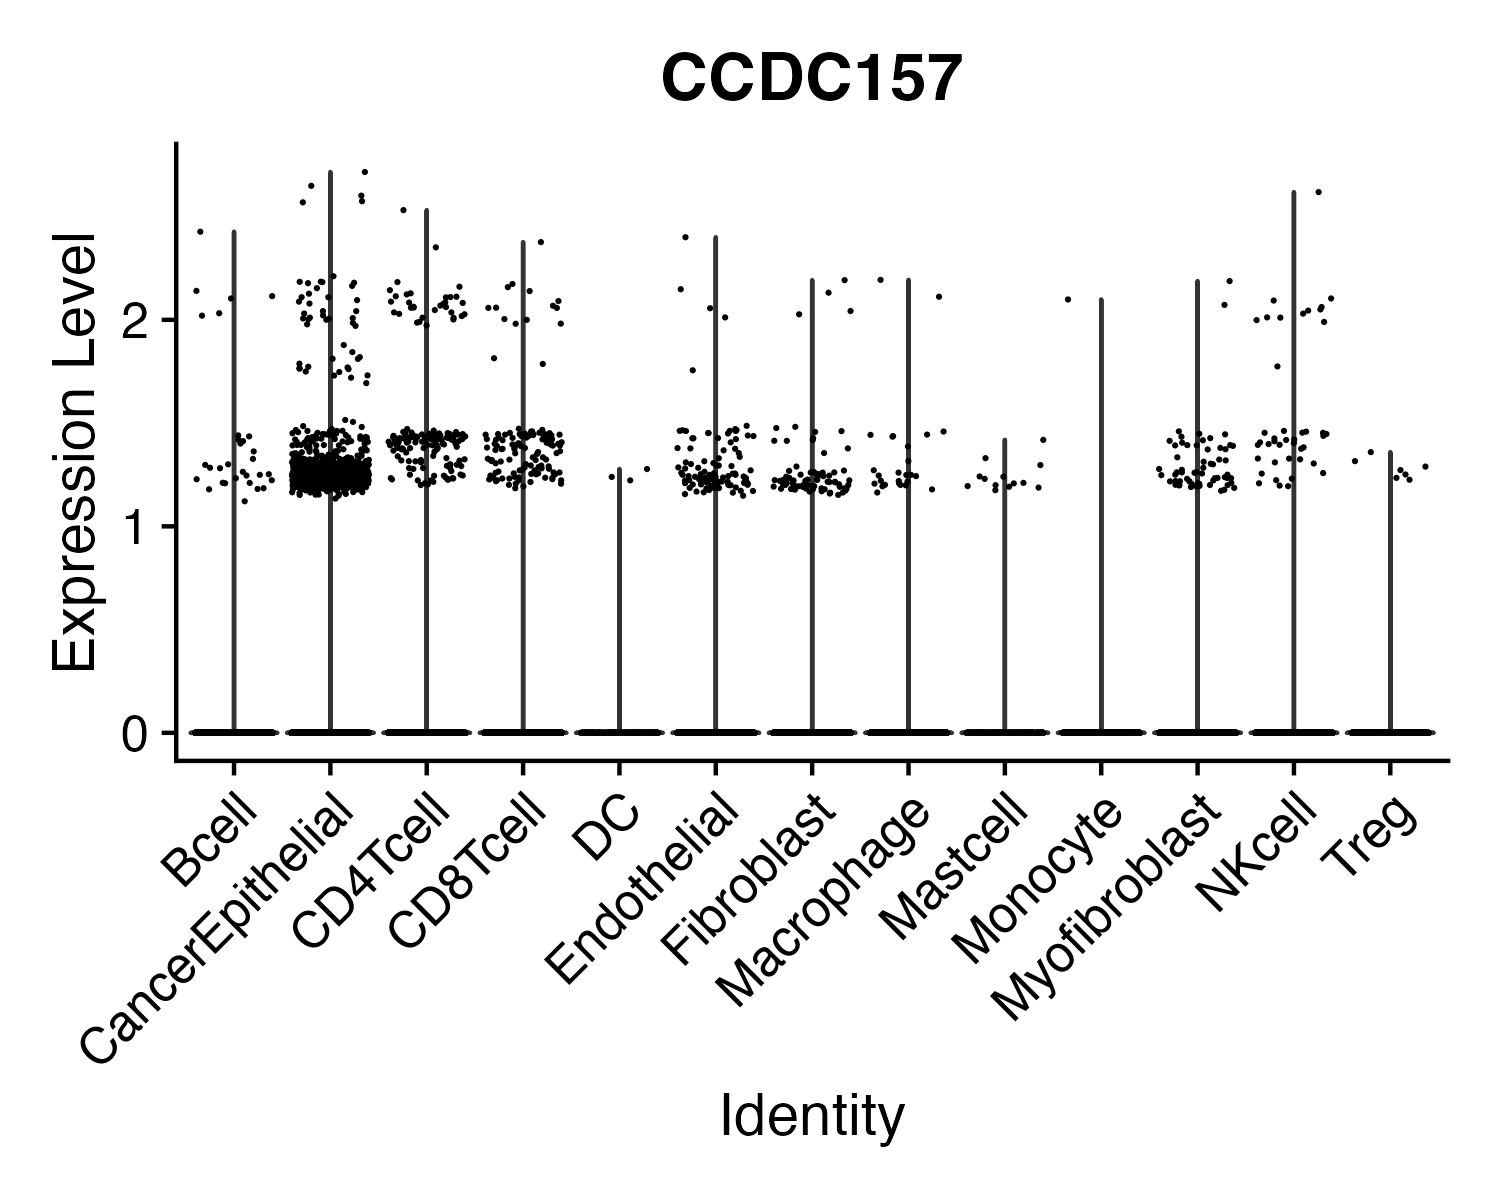 CCDC157
Expression Level
2
1
0
Bcell
CancerEpithelial
CD4Tcell
CD8Tcell
DC
Endothelial
Fibroblast
Macrophage
Mastcell
Monocyte
Myofibroblast
NKcell
Treg
Identity